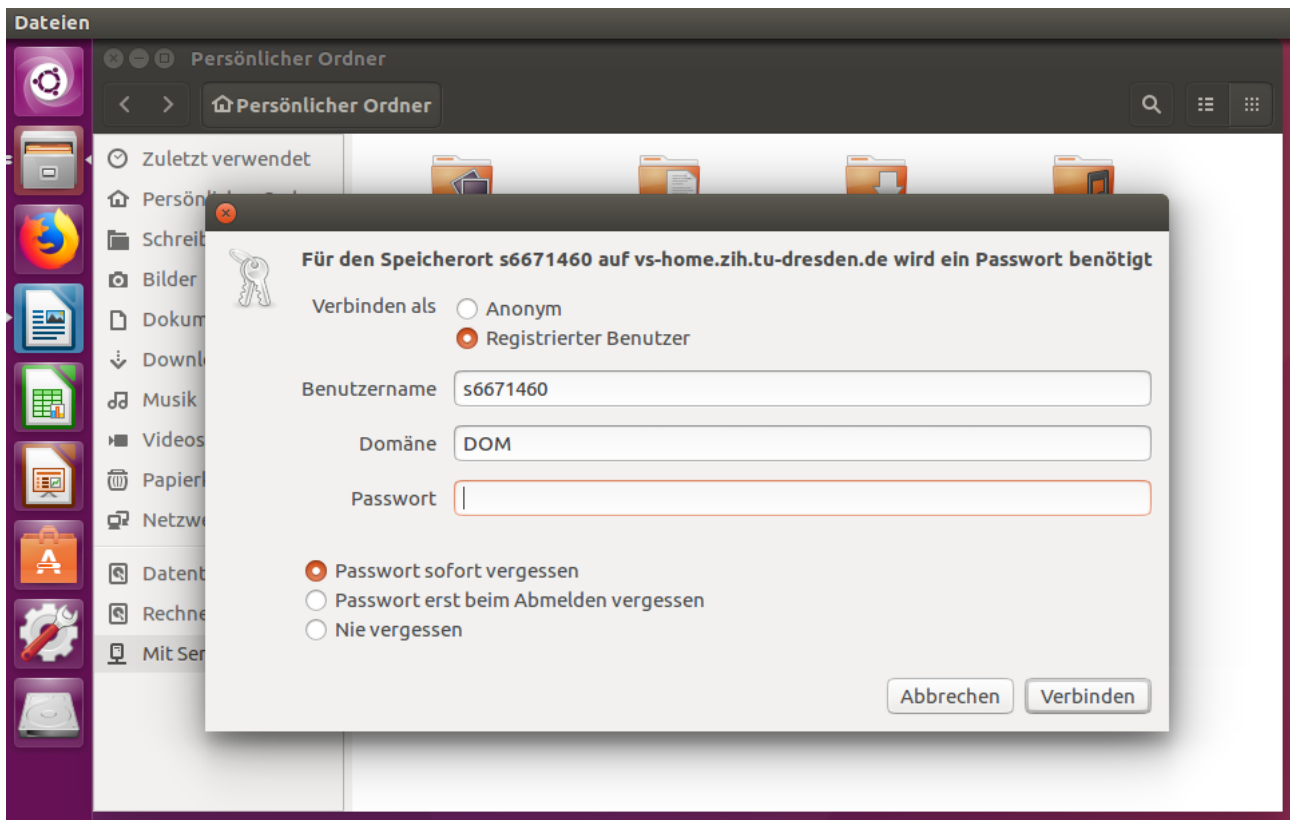 Dateien
Persönlicher Ordner
Persönlicher Ordner
Zuletzt verwendet
Bilder
Musik
Videos
Für den Speicherort s6671460 auf vs-home.zih.tu-dresden.de wird ein Passwort benötigt
Verbinden als
Anonym
Registrierter Benutzer
Benutzername s6671460
Domäne DOM
Passwort
Passwort sofort vergessen
Passwort erst beim Abmelden vergessen
Nie vergessen
Mit
Abbrechen Verbinden